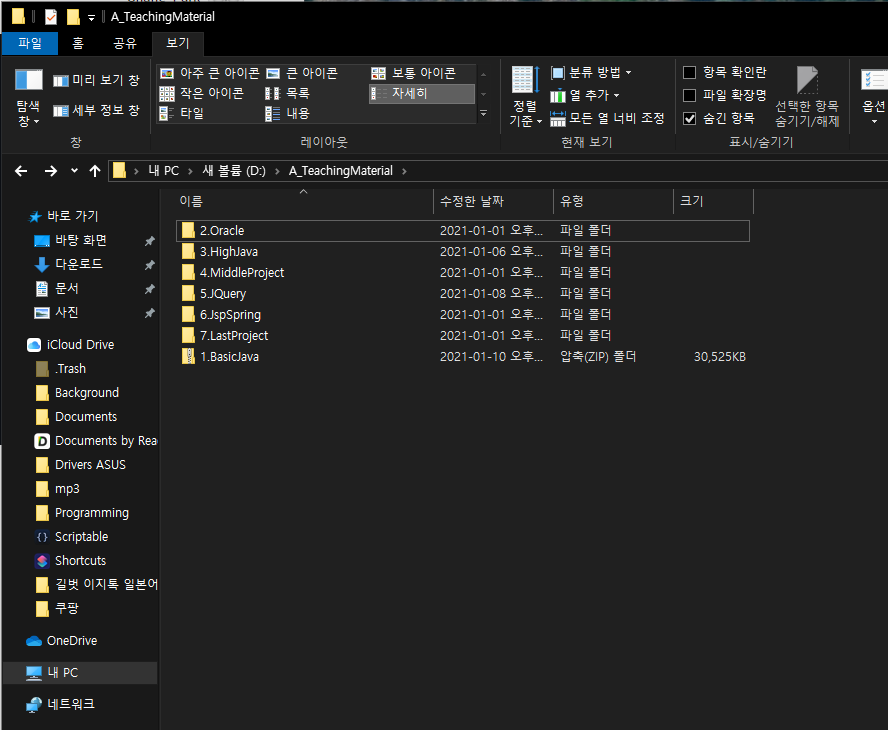 A_TeachingMaterial
파일 홈 공유 보기
미리 보기 창
세부 정보 창
탐색
창
창
아주 큰 아이콘 큰 아이콘 보통 아이콘
작은 아이콘 목록 자세히
타일 내용
레이아웃
정렬
기준
분류 방법
열 추가
모든 열 너비 조정
현재 보기
항목 확인란
파일 확장명
숨긴 항목
선택한 항목
숨기기/해제
표시/숨기기
옵션
내 PC 새 볼륨 (D:) A_TeachingMaterial
바로 가기
바탕 화면
다운로드
문서
사진
iCloud Drive
.Trash
Background
Documents
Documents by Rea
Drivers ASUS
mp3
Programming
Scriptable
Shortcuts
길벗 이지톡 일본어
쿠팡
OneDrive
내 PC
네트워크
이름 수정한 날짜 유형 크기
2.Oracle 2021-01-01 오후... 파일 폴더
3.HighJava 2021-01-06 오후... 파일 폴더
4.MiddleProject 2021-01-01 오후... 파일 폴더
5.JQuery 2021-01-08 오후... 파일 폴더
6.JspSpring 2021-01-01 오후... 파일 폴더
7.LastProject 2021-01-01 오후... 파일 폴더
1.BasicJava 2021-01-10 오후... 압축(ZIP) 폴더 30,525KB